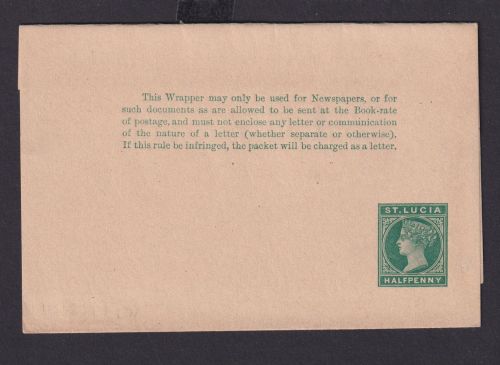 This Wrapper may only be used for Newspapers, or for
such documents as are allowed to be sent at the Book-rate
of postage, and must not enclose any letter or communication
of the nature of a letter (whether separate or otherwise).
If this rule be infringed, the packet will be charged as a letter.
ST. LUCIA
HALFPENNY